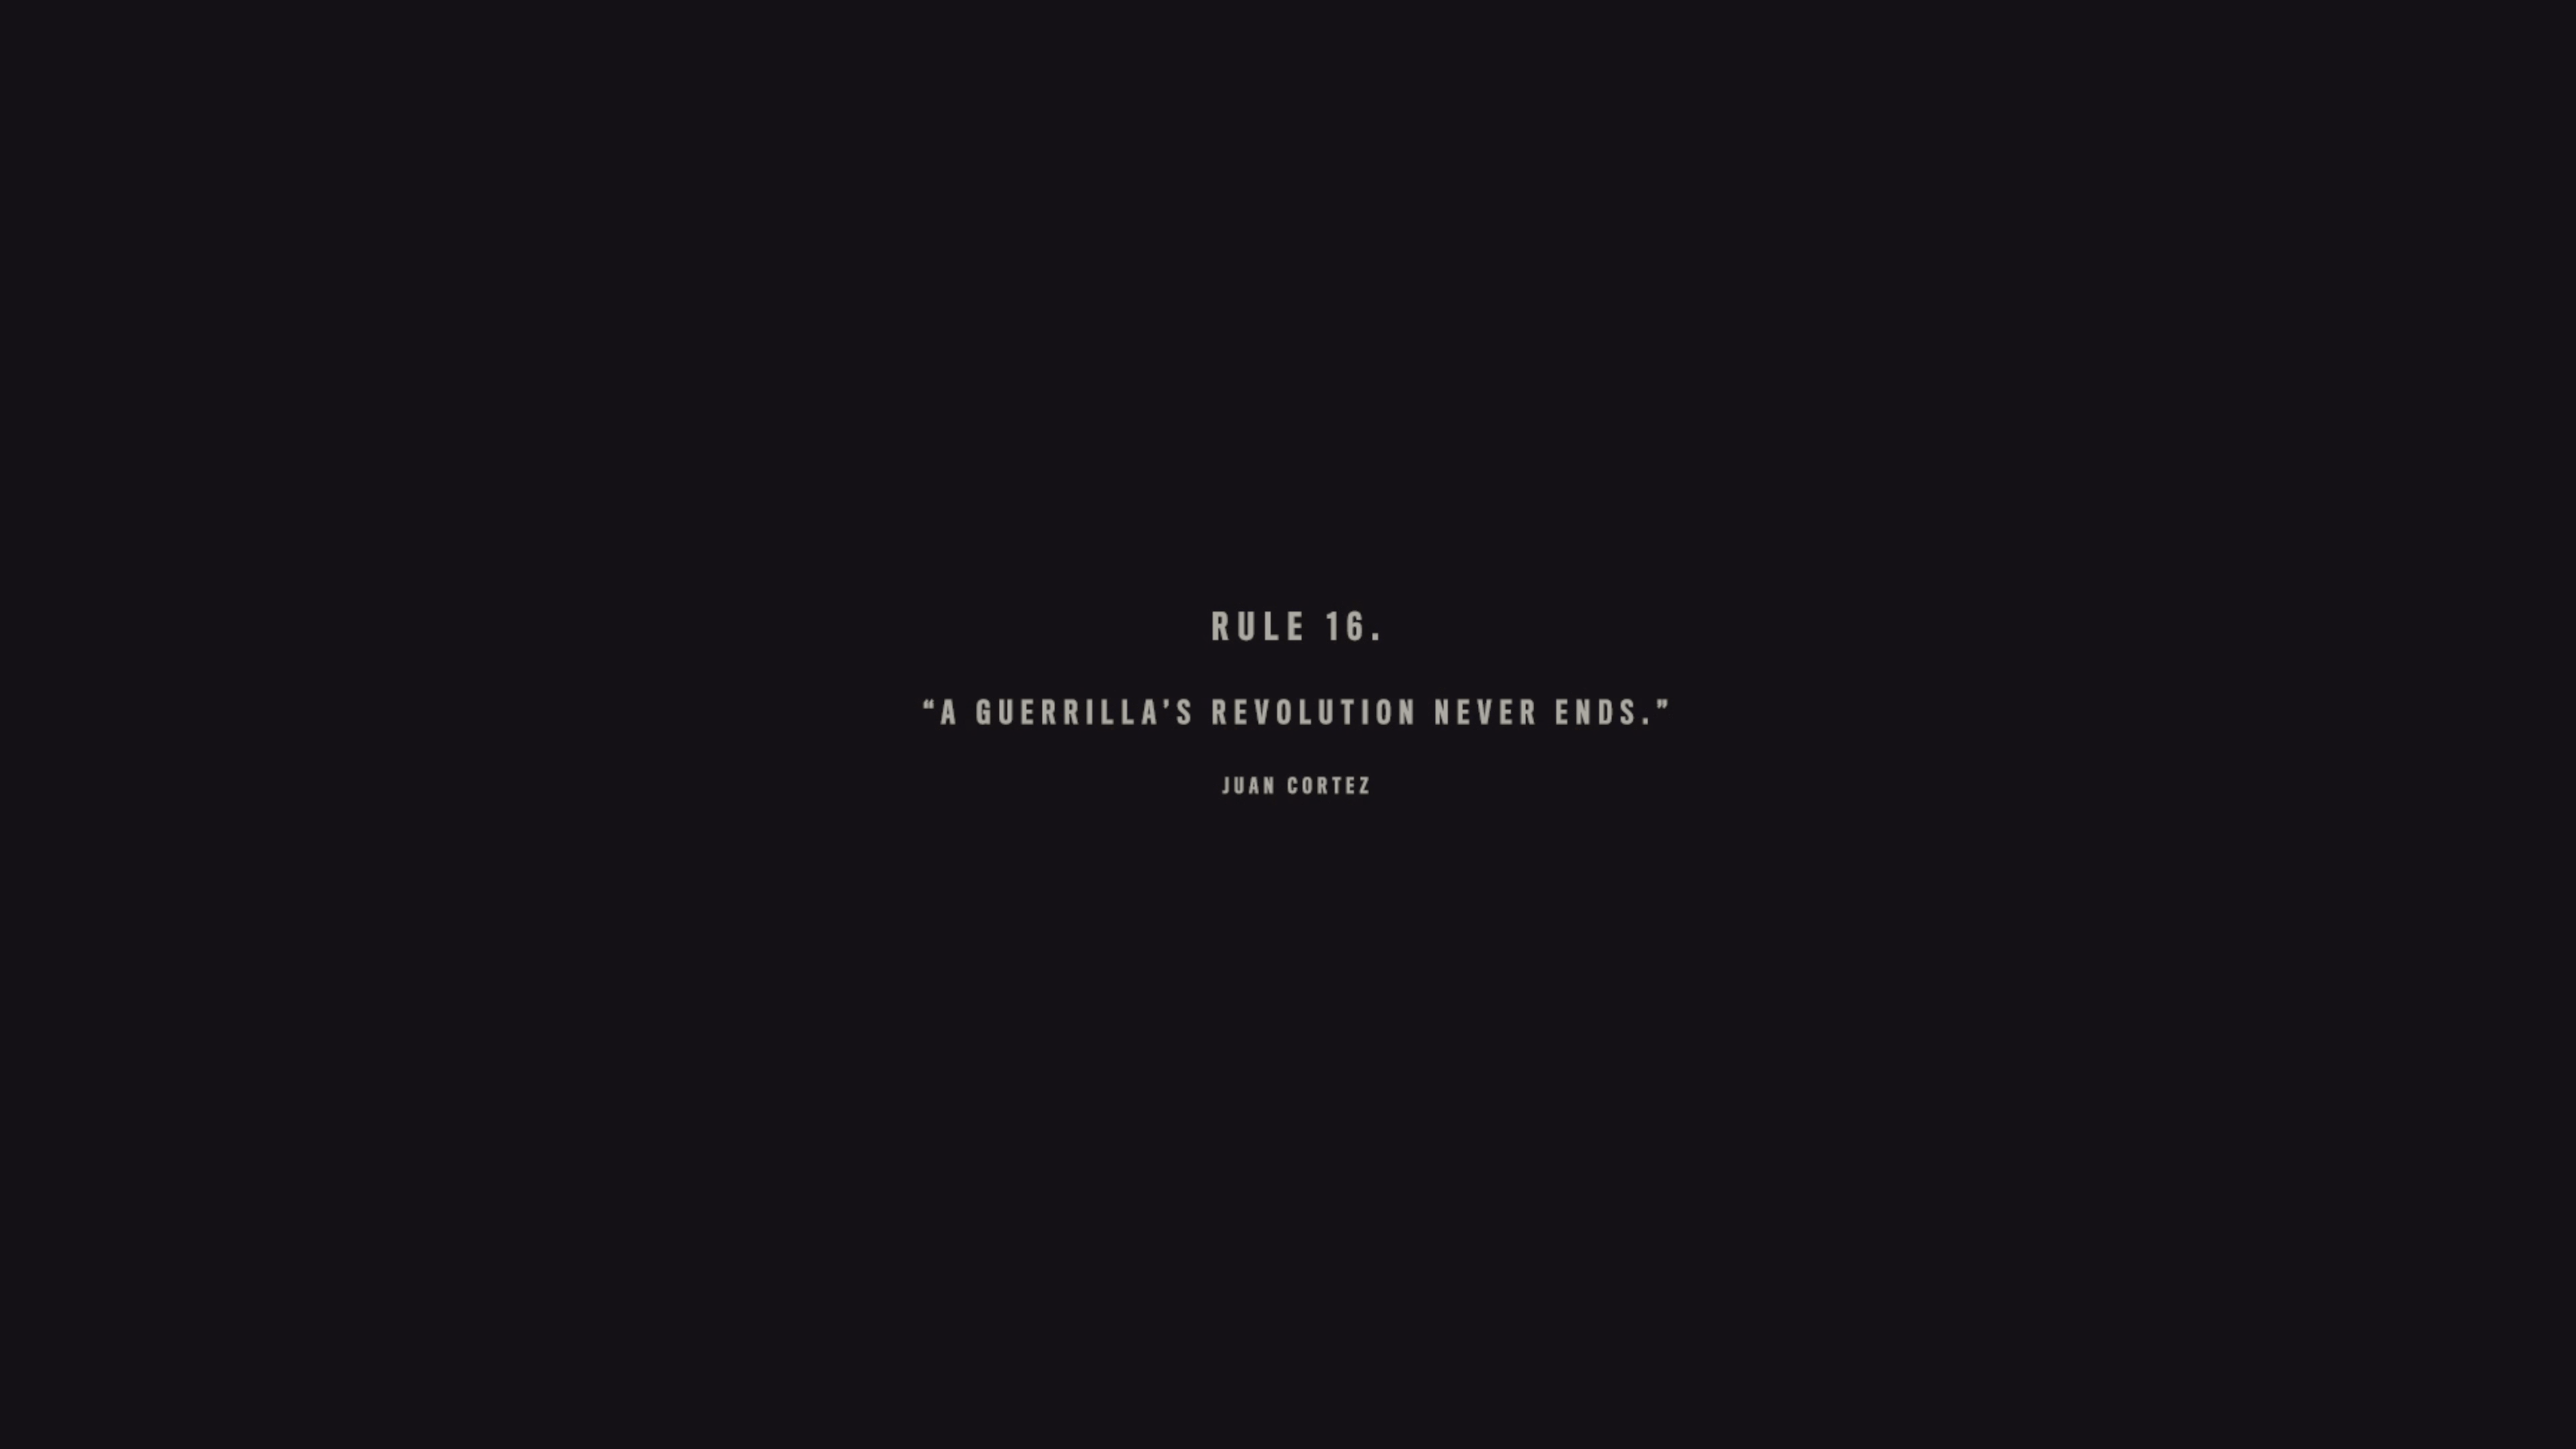 RULE 16.
“A GUERRILLA’S REVOLUTION NEVER ENDS.”
JUAN CORTEZ